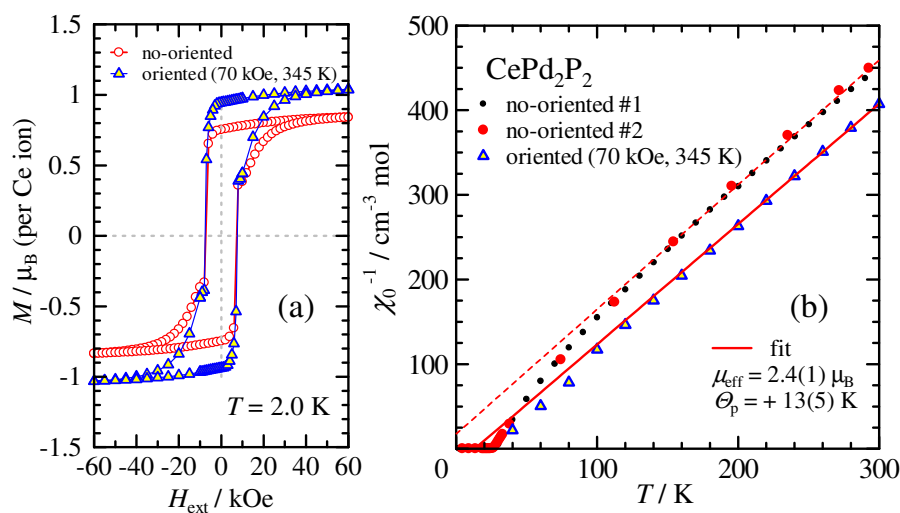 1.5
1
0.5
0
-0.5
-1
-1.5
M / μB (per Ce ion)
no-oriented
oriented (70 kOe, 345 K)
(a)
T = 2.0 K
-60 -40 -20 0 20 40 60
Hext / kOe
500
400
300
200
100
χ0⁻¹ / cm⁻³ mol
CePd2P2
no-oriented #1
no-oriented #2
oriented (70 kOe, 345 K)
(b)
fit
μeff = 2.4(1) μB
Θp = + 13(5) K
0 100 200 300
T / K